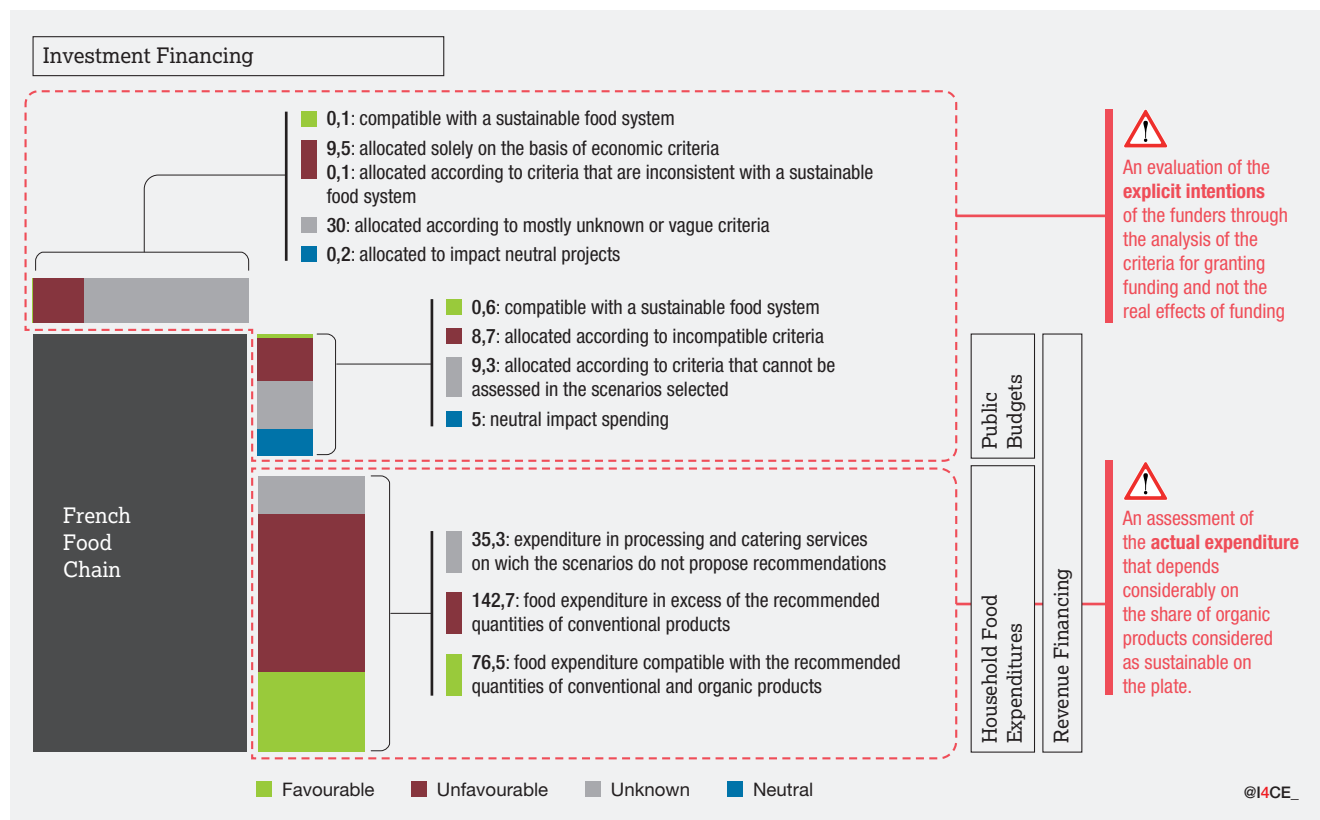 Investment Financing
0,1: compatible with a sustainable food system
9,5: allocated solely on the basis of economic criteria
0,1: allocated according to criteria that are inconsistent with a sustainable
food system
30: allocated according to mostly unknown or vague criteria
0,2: allocated to impact neutral projects
An evaluation of the
explicit intentions
of the funders through
the analysis of the
criteria for granting
funding and not the
real effects of funding
0,6: compatible with a sustainable food system
8,7: allocated according to incompatible criteria
9,3: allocated according to criteria that cannot be
assessed in the scenarios selected
5: neutral impact spending
Public
Budgets
French
Food
Chain
35,3: expenditure in processing and catering services
on wich the scenarios do not propose recommendations
142,7: food expenditure in excess of the recommended
quantities of conventional products
76,5: food expenditure compatible with the recommended
quantities of conventional and organic products
Household Food
Expenditures
Revenue Financing
An assessment of
the actual expenditure
that depends
considerably on
the share of organic
products considered
as sustainable on
the plate.
Favourable
Unfavourable
Unknown
Neutral
@I4CE_